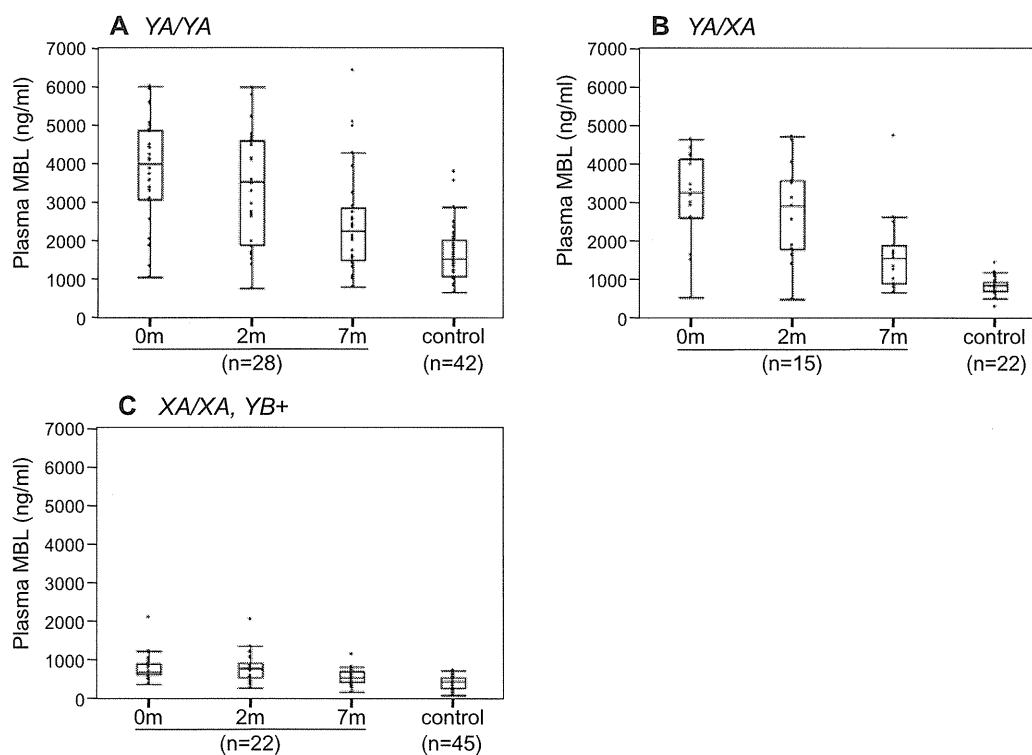 A YA/YA
Plasma MBL (ng/ml)
7000
6000
5000
4000
3000
2000
1000
0
0m 2m 7m control
(n=28) (n=42)
B YA/XA
Plasma MBL (ng/ml)
7000
6000
5000
4000
3000
2000
1000
0
0m 2m 7m control
(n=15) (n=22)
C XA/XA, YB+
Plasma MBL (ng/ml)
7000
6000
5000
4000
3000
2000
1000
0
0m 2m 7m control
(n=22) (n=45)